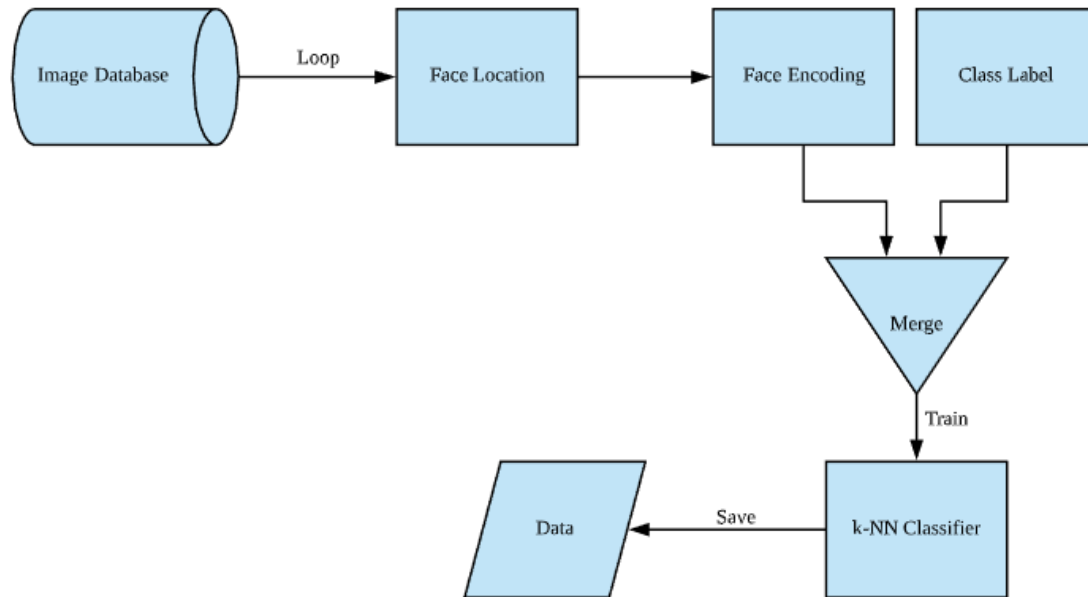 Image Database
Loop
Face Location
Face Encoding
Class Label
Merge
Train
k-NN Classifier
Save
Data